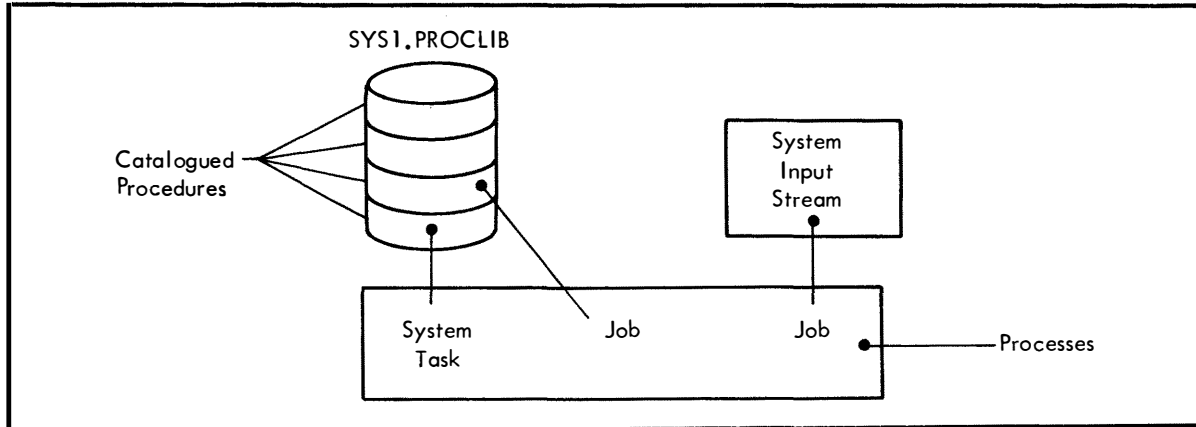 SYS1.PROCLIB
Catalogued
Procedures
System
Input
Stream
System
Task
Job
Job
Processes